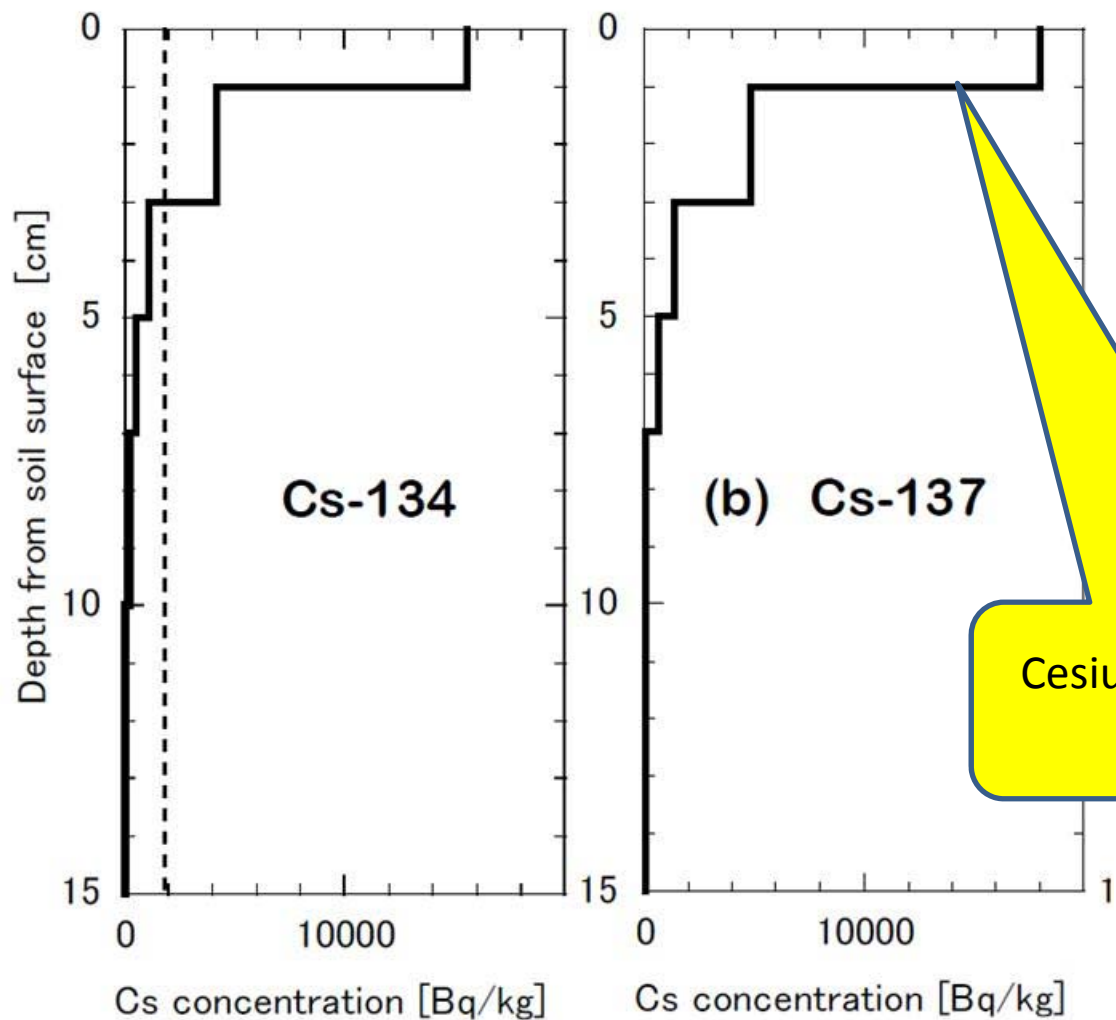 0
5
10
15
Depth from soil surface [cm]
Cs-134
0
10000
Cs concentration [Bq/kg]
0
5
10
15
(b) Cs-137
0
10000
Cs concentration [Bq/kg]
1